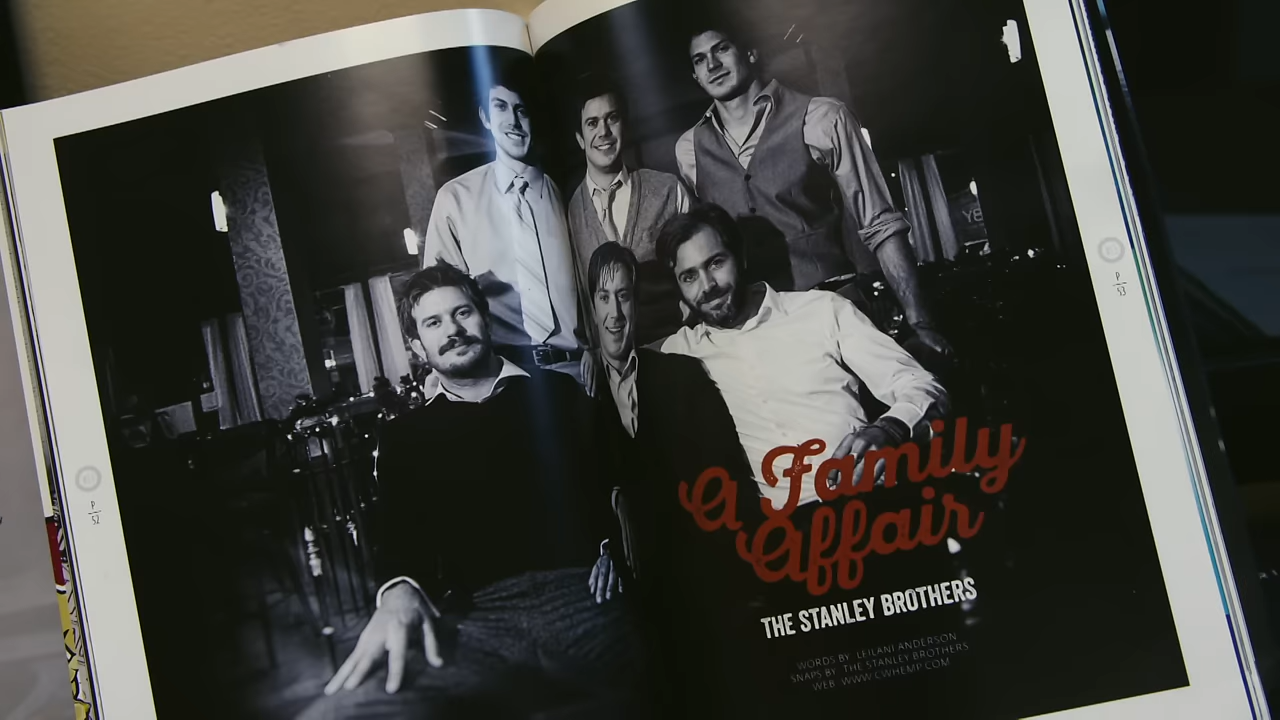 A Family
Affair
THE STANLEY BROTHERS
WORDS BY LEILANI ANDERSON
SNAPS BY THE STANLEY BROTHERS
WEB WWW.CWHEMP.COM
P
52
P
53